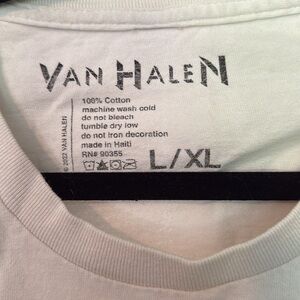 VAN HALEN
100% Cotton
machine wash cold
do not bleach
tumble dry low
do not iron decoration
made in Haiti
RN# 90355
L/XL
© 2022 VAN HALEN